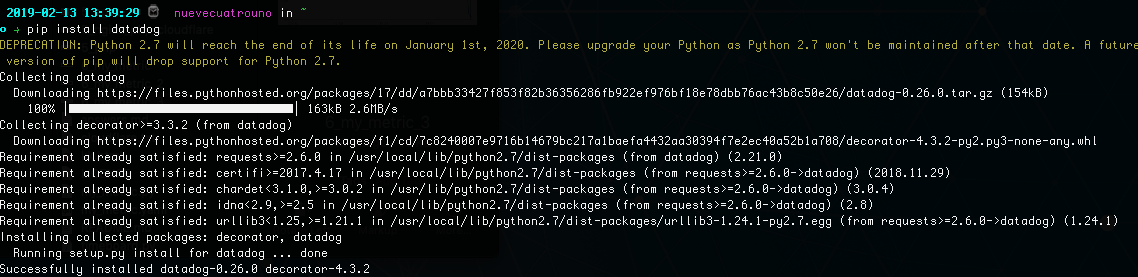 2019-02-13 13:39:29 nuevecuatrouno in ~
→ pip install datadog
DEPRECATION: Python 2.7 will reach the end of its life on January 1st, 2020. Please upgrade your Python as Python 2.7 won't be maintained after that date. A future
version of pip will drop support for Python 2.7.
Collecting datadog
Downloading https://files.pythonhosted.org/packages/17/dd/a7bbb33427f853f82b36356286fb922ef976bf18e78dbb76ac43b8c50e26/datadog-0.26.0.tar.gz (154kB)
100% |████████████████████████████████| 163kB 2.6MB/s
Collecting decorator>=3.3.2 (from datadog)
Downloading https://files.pythonhosted.org/packages/f1/cd/7c8240007e9716b14679bc217a1baefa4432aa30394f7e2ec40a52b1a708/decorator-4.3.2-py2.py3-none-any.whl
Requirement already satisfied: requests>=2.6.0 in /usr/local/lib/python2.7/dist-packages (from datadog) (2.21.0)
Requirement already satisfied: certifi>=2017.4.17 in /usr/local/lib/python2.7/dist-packages (from requests>=2.6.0->datadog) (2018.11.29)
Requirement already satisfied: chardet<3.1.0,>=3.0.2 in /usr/local/lib/python2.7/dist-packages (from requests>=2.6.0->datadog) (3.0.4)
Requirement already satisfied: idna<2.9,>=2.5 in /usr/local/lib/python2.7/dist-packages (from requests>=2.6.0->datadog) (2.8)
Requirement already satisfied: urllib3<1.25,>=1.21.1 in /usr/local/lib/python2.7/dist-packages/urllib3-1.24.1-py2.7.egg (from requests>=2.6.0->datadog) (1.24.1)
Installing collected packages: decorator, datadog
Running setup.py install for datadog ... done
Successfully installed datadog-0.26.0 decorator-4.3.2